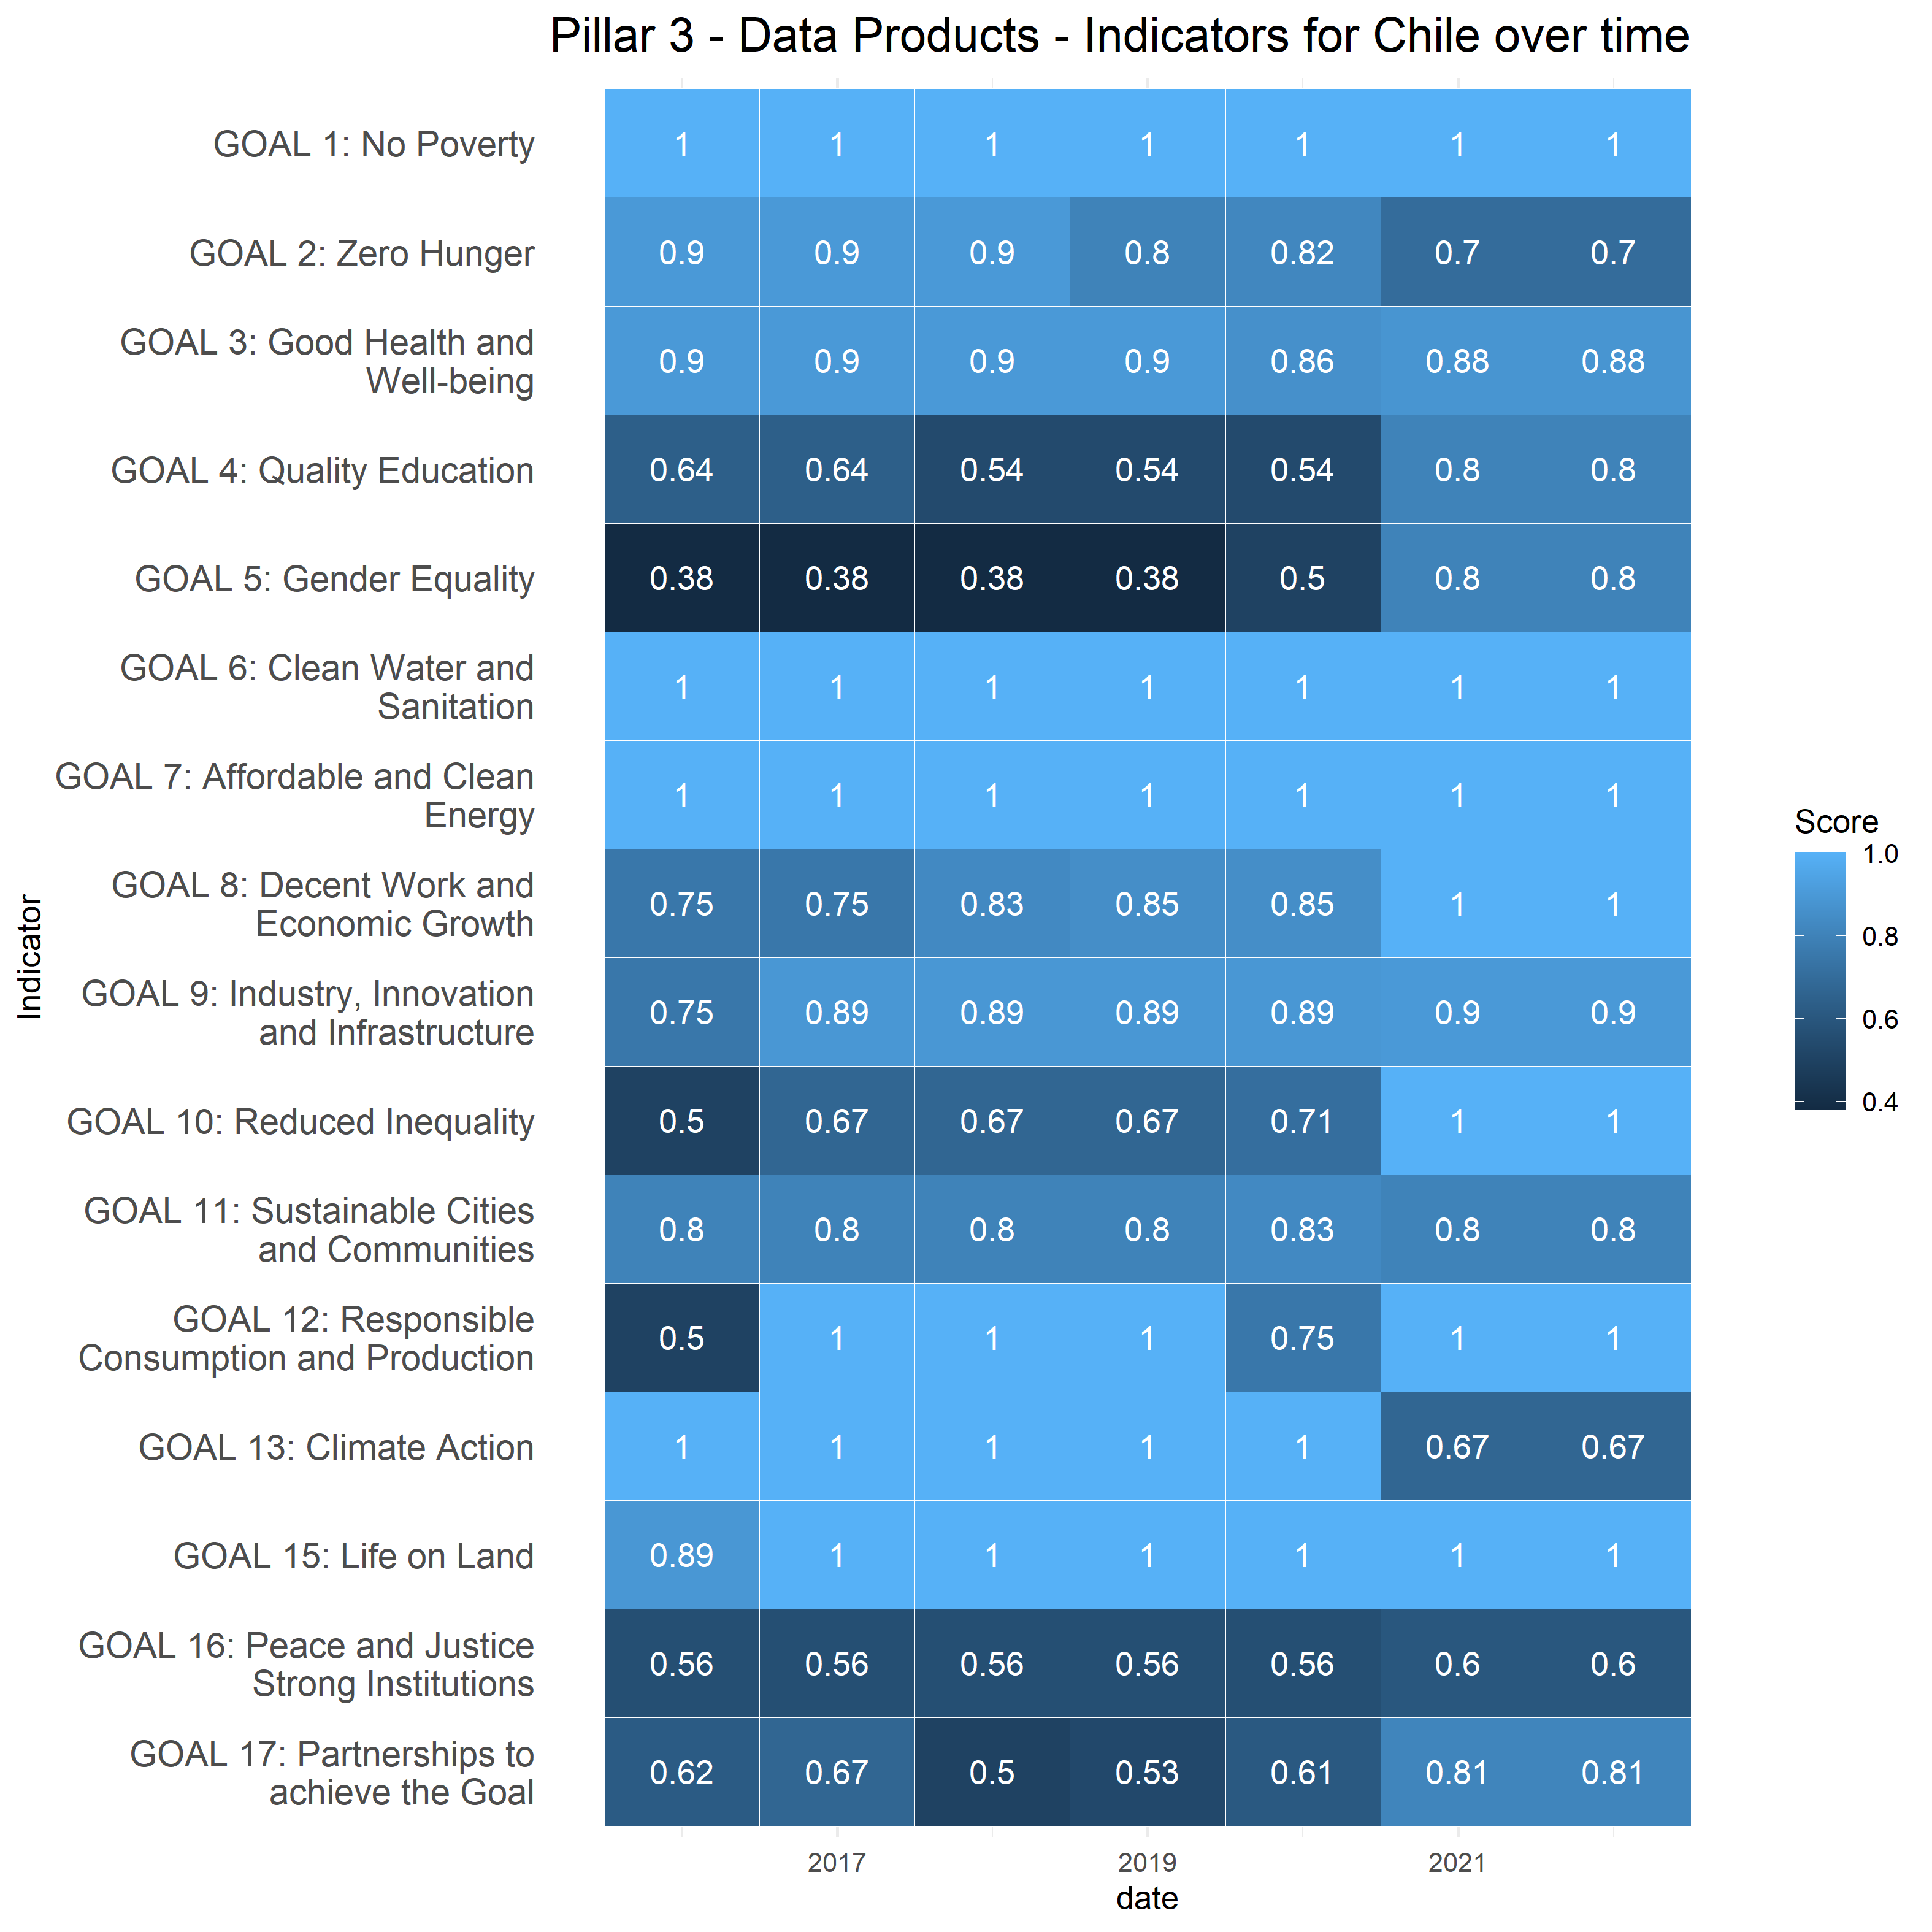 Pillar 3 - Data Products - Indicators for Chile over time
GOAL 1: No Poverty
1 1 1 1 1 1 1
GOAL 2: Zero Hunger
0.9 0.9 0.9 0.8 0.82 0.7 0.7
GOAL 3: Good Health and
Well-being
0.9 0.9 0.9 0.9 0.86 0.88 0.88
GOAL 4: Quality Education
0.64 0.64 0.54 0.54 0.54 0.8 0.8
GOAL 5: Gender Equality
0.38 0.38 0.38 0.38 0.5 0.8 0.8
GOAL 6: Clean Water and
Sanitation
1 1 1 1 1 1 1
GOAL 7: Affordable and Clean
Energy
1 1 1 1 1 1 1
GOAL 8: Decent Work and
Economic Growth
0.75 0.75 0.83 0.85 0.85 1 1
GOAL 9: Industry, Innovation
and Infrastructure
0.75 0.89 0.89 0.89 0.89 0.9 0.9
GOAL 10: Reduced Inequality
0.5 0.67 0.67 0.67 0.71 1 1
GOAL 11: Sustainable Cities
and Communities
0.8 0.8 0.8 0.8 0.83 0.8 0.8
GOAL 12: Responsible
Consumption and Production
0.5 1 1 1 0.75 1 1
GOAL 13: Climate Action
1 1 1 1 1 0.67 0.67
GOAL 15: Life on Land
0.89 1 1 1 1 1 1
GOAL 16: Peace and Justice
Strong Institutions
0.56 0.56 0.56 0.56 0.56 0.6 0.6
GOAL 17: Partnerships to
achieve the Goal
0.62 0.67 0.5 0.53 0.61 0.81 0.81
2017 2019 2021
date
Indicator
Score
1.0
0.8
0.6
0.4